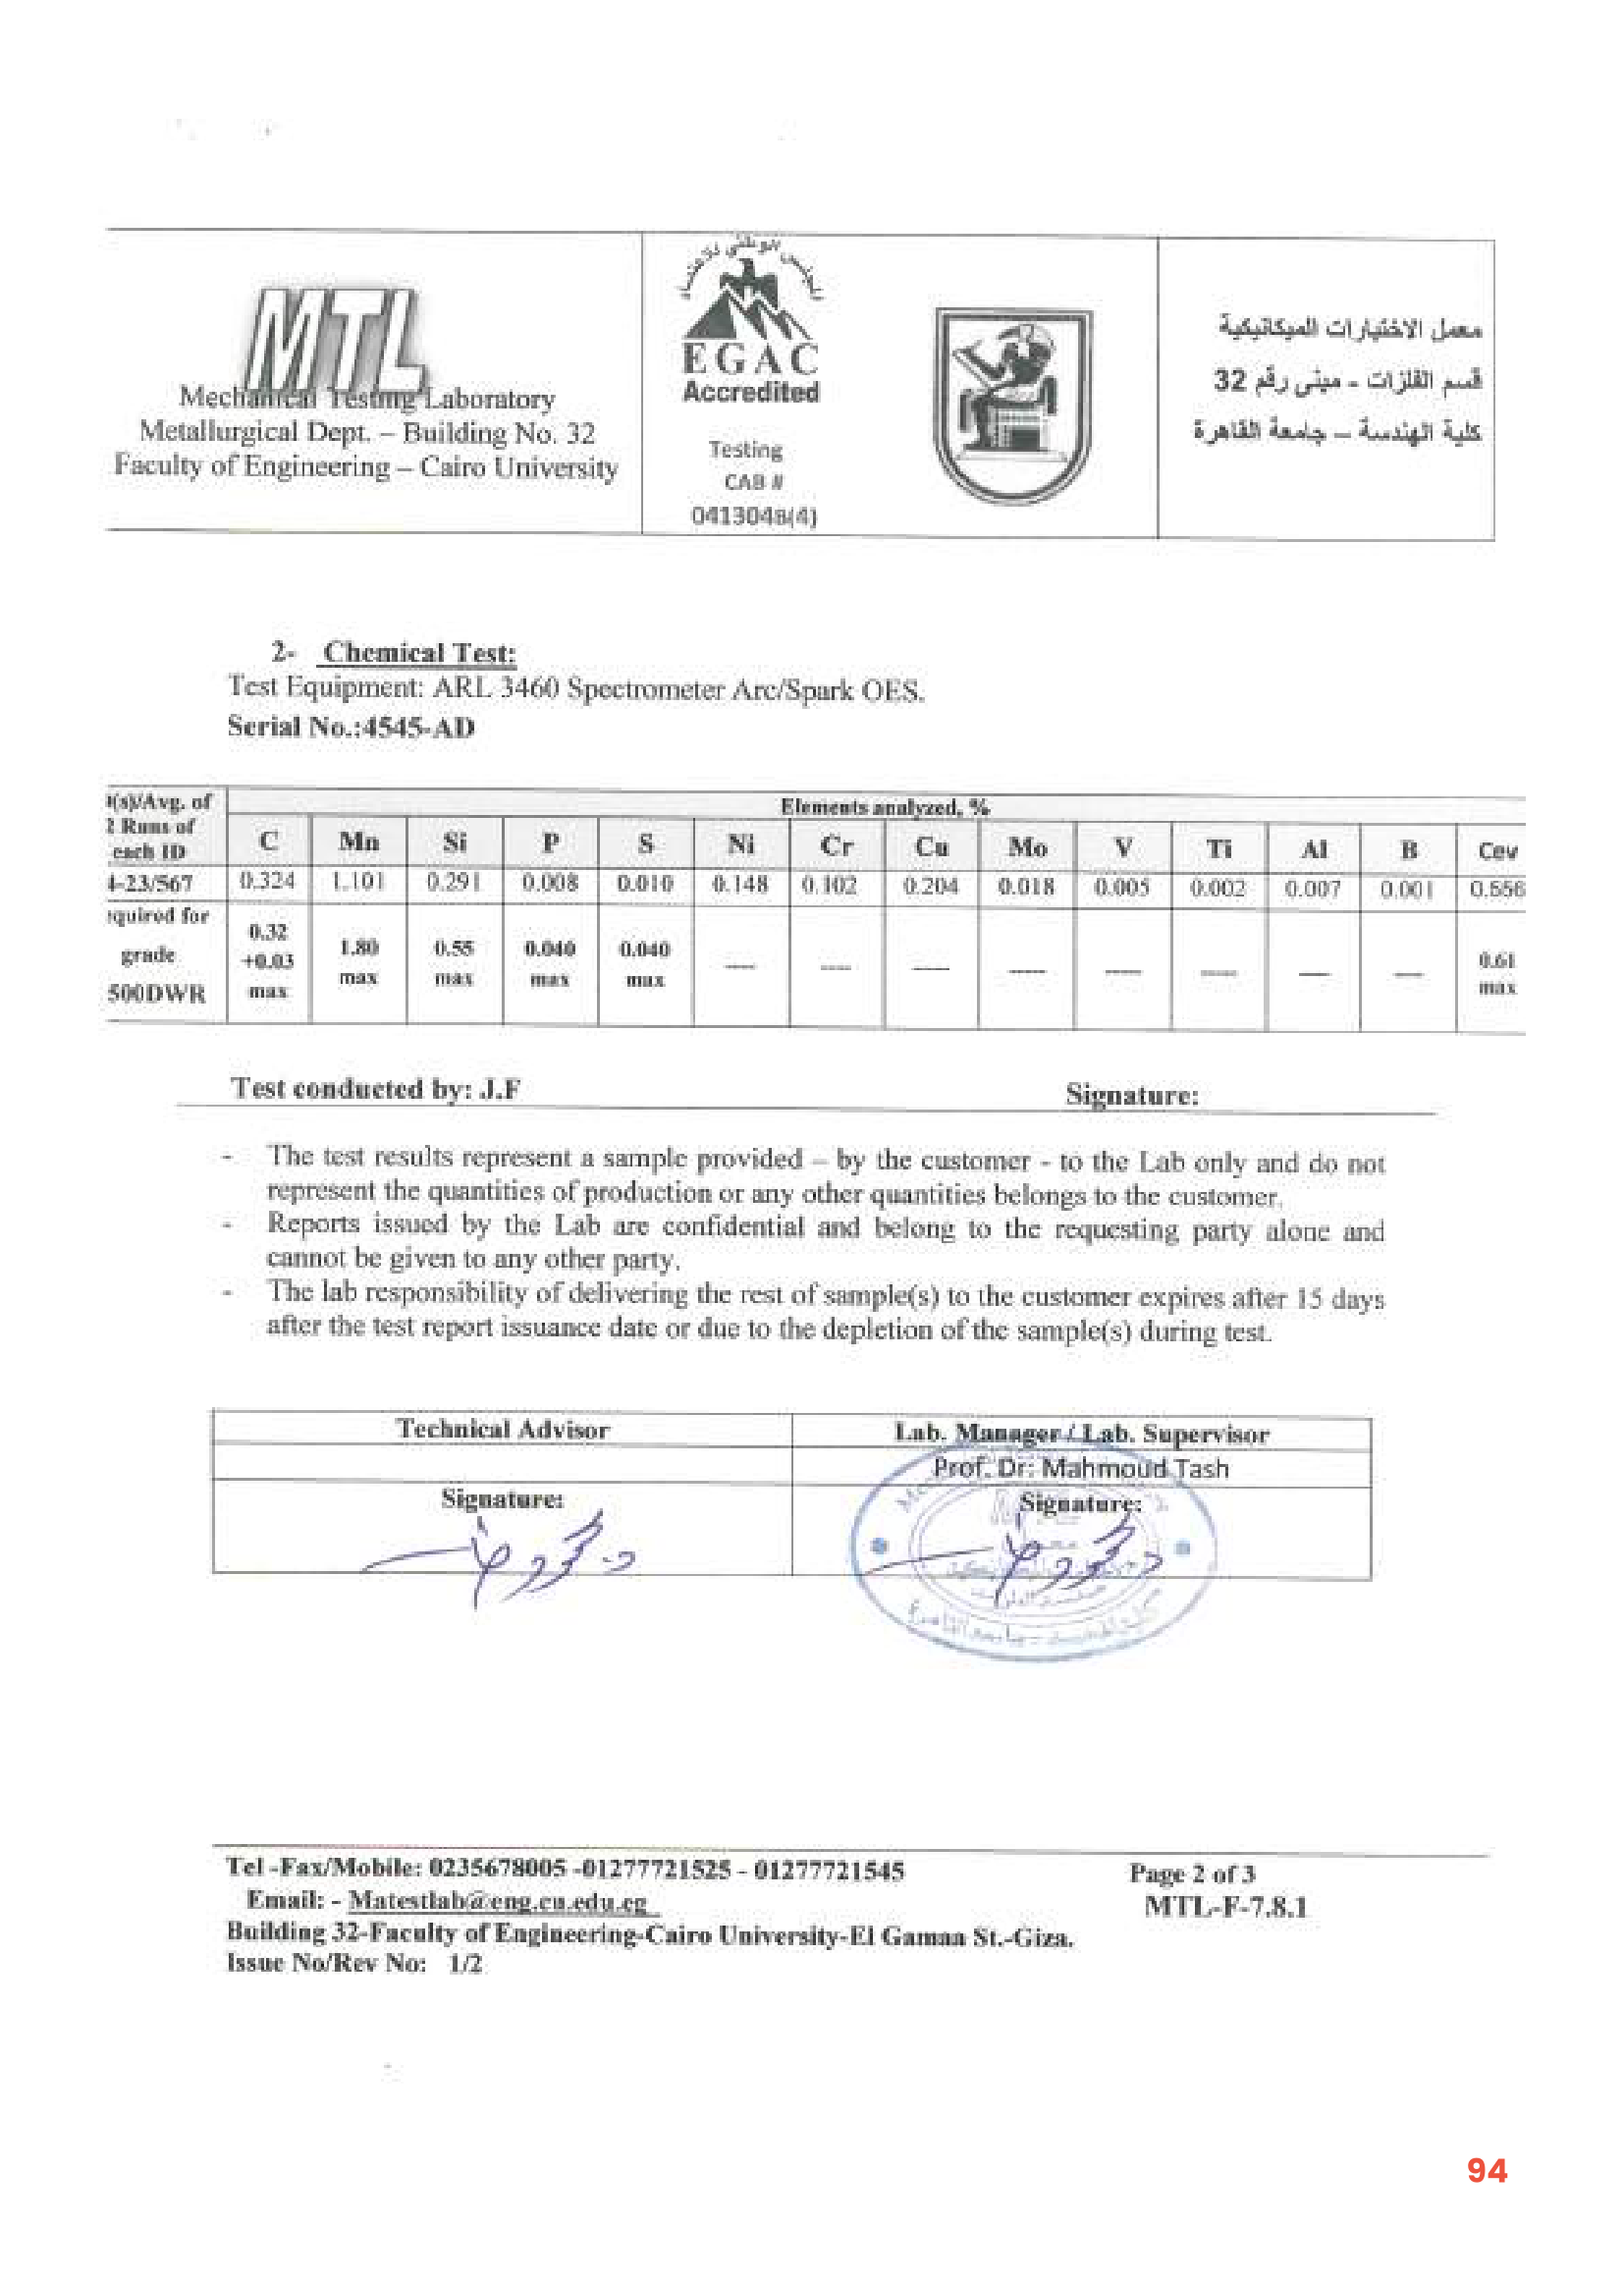 MTL
Mechanical Testing Laboratory
Metallurgical Dept. – Building No. 32
Faculty of Engineering – Cairo University
EGAC
Accredited
Testing
CAB #
041304B(4)
معمل الاختبارات الميكانيكية
قسم الفلزات - مبنى رقم 32
كلية الهندسة – جامعة القاهرة
2- Chemical Test:
Test Equipment: ARL 3460 Spectrometer Arc/Spark OES.
Serial No.:4545-AD
(s)/Avg. of
2 Runs of
each ID
Elements analyzed, %
C Mn Si P S Ni Cr Cu Mo V Ti Al B Cev
4-23/567 0.324 1.101 0.291 0.008 0.010 0.148 0.102 0.204 0.018 0.005 0.002 0.007 0.001 0.556
equired for
grade
500DWR
0.32 +0.03 max
1.80 max
0.55 max
0.040 max
0.040 max
---- ---- ---- ---- ---- ---- ---- ----
0.61 max
Test conducted by: J.F Signature:
- The test results represent a sample provided – by the customer - to the Lab only and do not
represent the quantities of production or any other quantities belongs to the customer.
- Reports issued by the Lab are confidential and belong to the requesting party alone and
cannot be given to any other party.
- The lab responsibility of delivering the rest of sample(s) to the customer expires after 15 days
after the test report issuance date or due to the depletion of the sample(s) during test.
Technical Advisor
Lab. Manager / Lab. Supervisor
Prof. Dr: Mahmoud Tash
Signature:
Signature:
Tel -Fax/Mobile: 0235678005 -01277721525 - 01277721545
Email: - Matestlab@eng.cu.edu.eg
Building 32-Faculty of Engineering-Cairo University-El Gamaa St.-Giza.
Issue No/Rev No: 1/2
Page 2 of 3
MTL-F-7.8.1
94